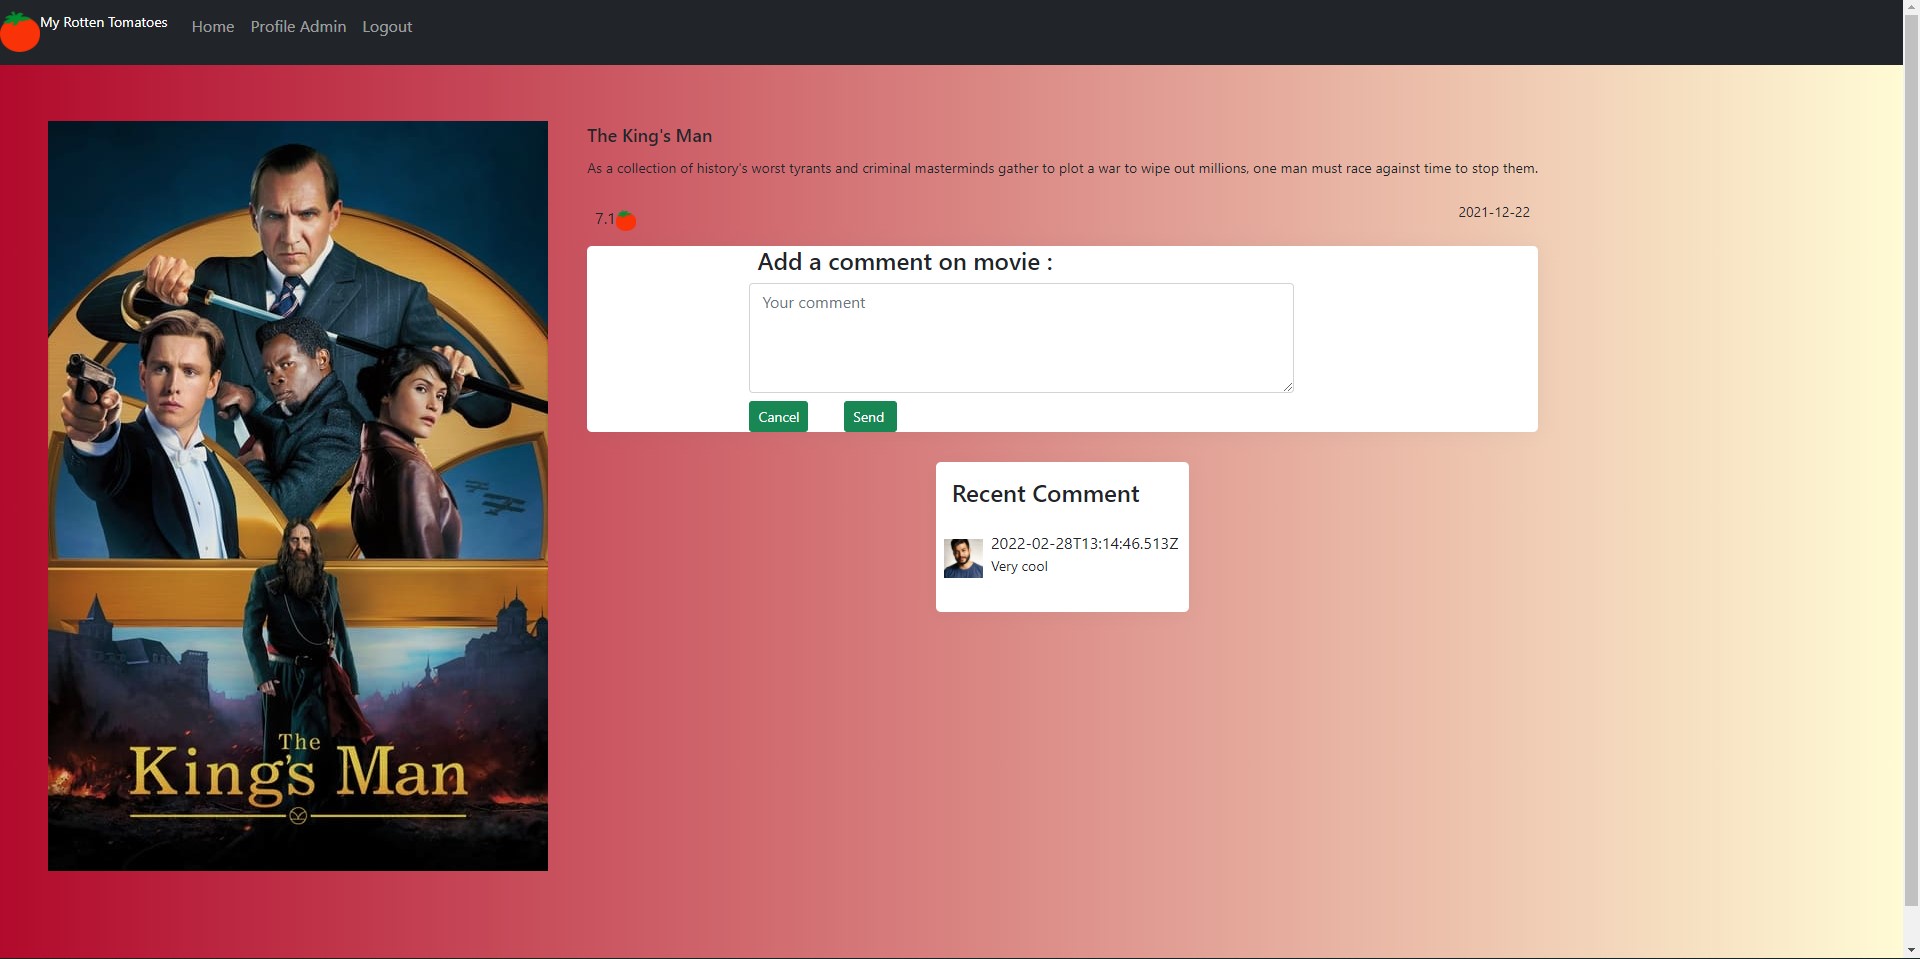 My Rotten Tomatoes
Home
Profile Admin
Logout
The
King's Man
The King's Man
As a collection of history's worst tyrants and criminal masterminds gather to plot a war to wipe out millions, one man must race against time to stop them.
7.1
2021-12-22
Add a comment on movie :
Your comment
Cancel
Send
Recent Comment
2022-02-28T13:14:46.513Z
Very cool